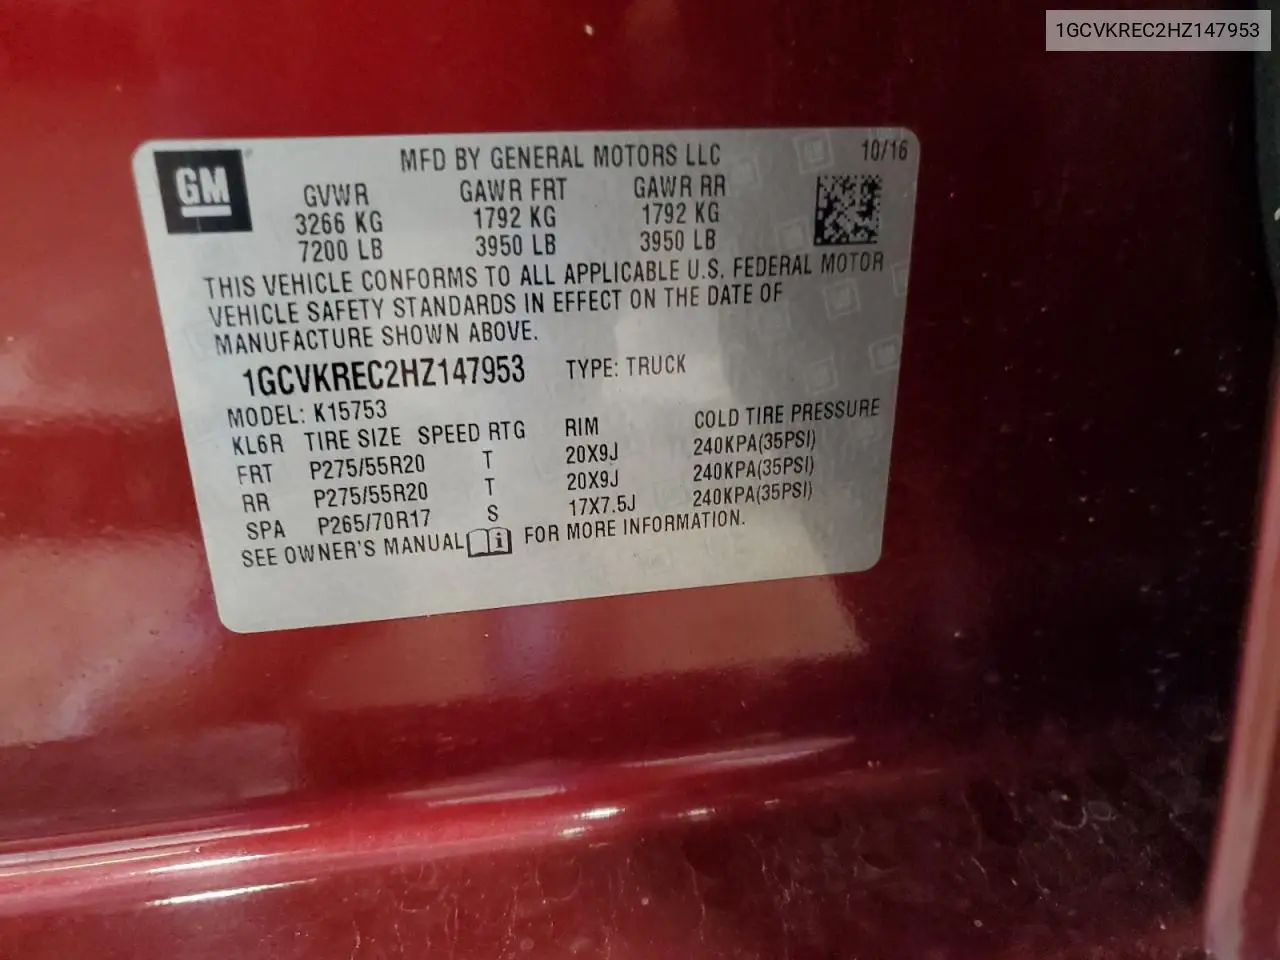 1GCVKREC2HZ147953
GM
MFD BY GENERAL MOTORS LLC 10/16
GVWR GAWR FRT GAWR RR
3266 KG 1792 KG 1792 KG
7200 LB 3950 LB 3950 LB
THIS VEHICLE CONFORMS TO ALL APPLICABLE U.S. FEDERAL MOTOR
VEHICLE SAFETY STANDARDS IN EFFECT ON THE DATE OF
MANUFACTURE SHOWN ABOVE.
1GCVKREC2HZ147953 TYPE: TRUCK
MODEL: K15753
KL6R TIRE SIZE SPEED RTG RIM COLD TIRE PRESSURE
FRT P275/55R20 T 20X9J 240KPA(35PSI)
RR P275/55R20 T 20X9J 240KPA(35PSI)
SPA P265/70R17 S 17X7.5J 240KPA(35PSI)
SEE OWNER'S MANUAL i FOR MORE INFORMATION.